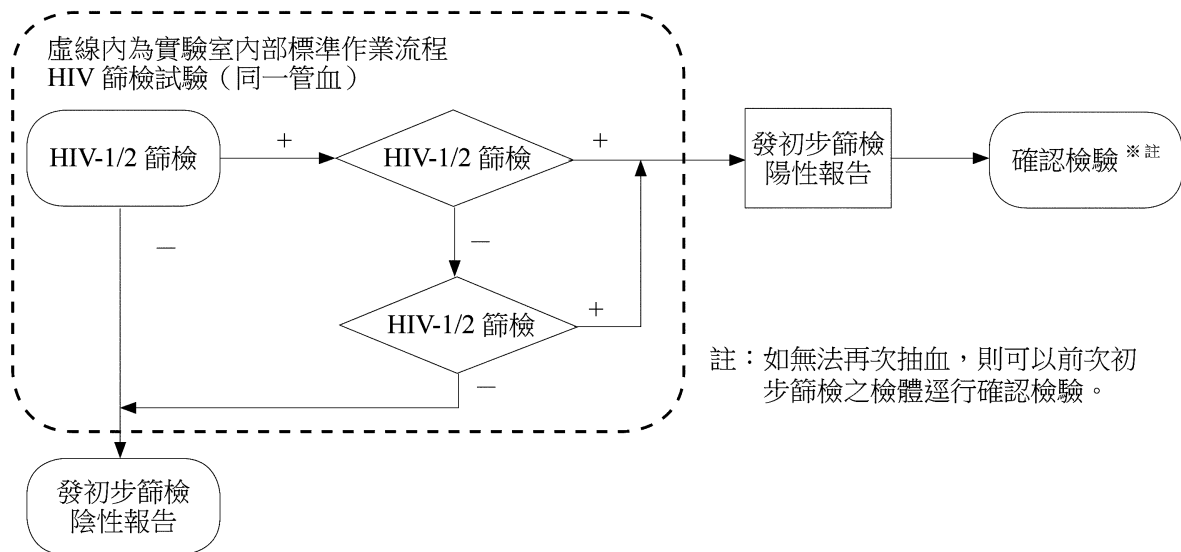 虛線內為實驗室內部標準作業流程
HIV 篩檢試驗（同一管血）
HIV-1/2 篩檢
＋
HIV-1/2 篩檢
＋
發初步篩檢
陽性報告
確認檢驗 ※註
－
－
HIV-1/2 篩檢
＋
－
註：如無法再次抽血，則可以前次初
步篩檢之檢體逕行確認檢驗。
發初步篩檢
陰性報告